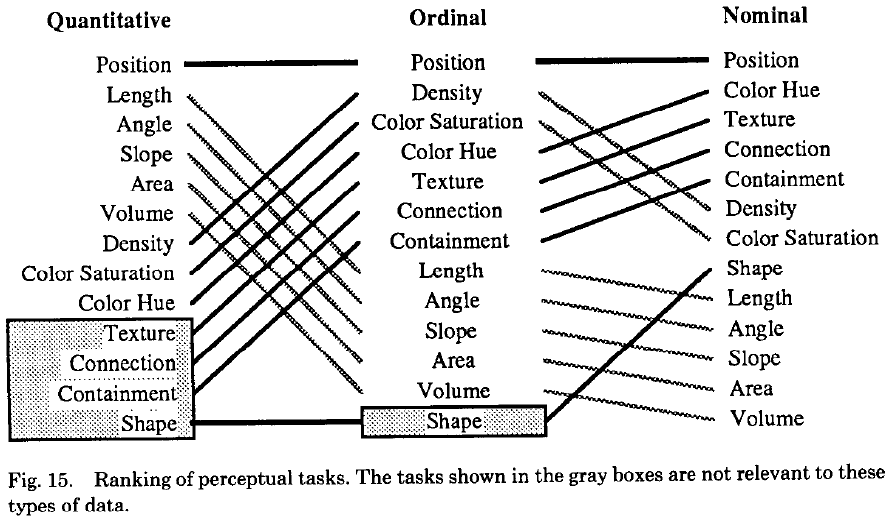 Quantitative
Ordinal
Nominal
Position
Length
Angle
Slope
Area
Volume
Density
Color Saturation
Color Hue
Texture
Connection
Containment
Shape
Position
Density
Color Saturation
Color Hue
Texture
Connection
Containment
Length
Angle
Slope
Area
Volume
Shape
Position
Color Hue
Texture
Connection
Containment
Density
Color Saturation
Shape
Length
Angle
Slope
Area
Volume
Fig. 15. Ranking of perceptual tasks. The tasks shown in the gray boxes are not relevant to these
types of data.